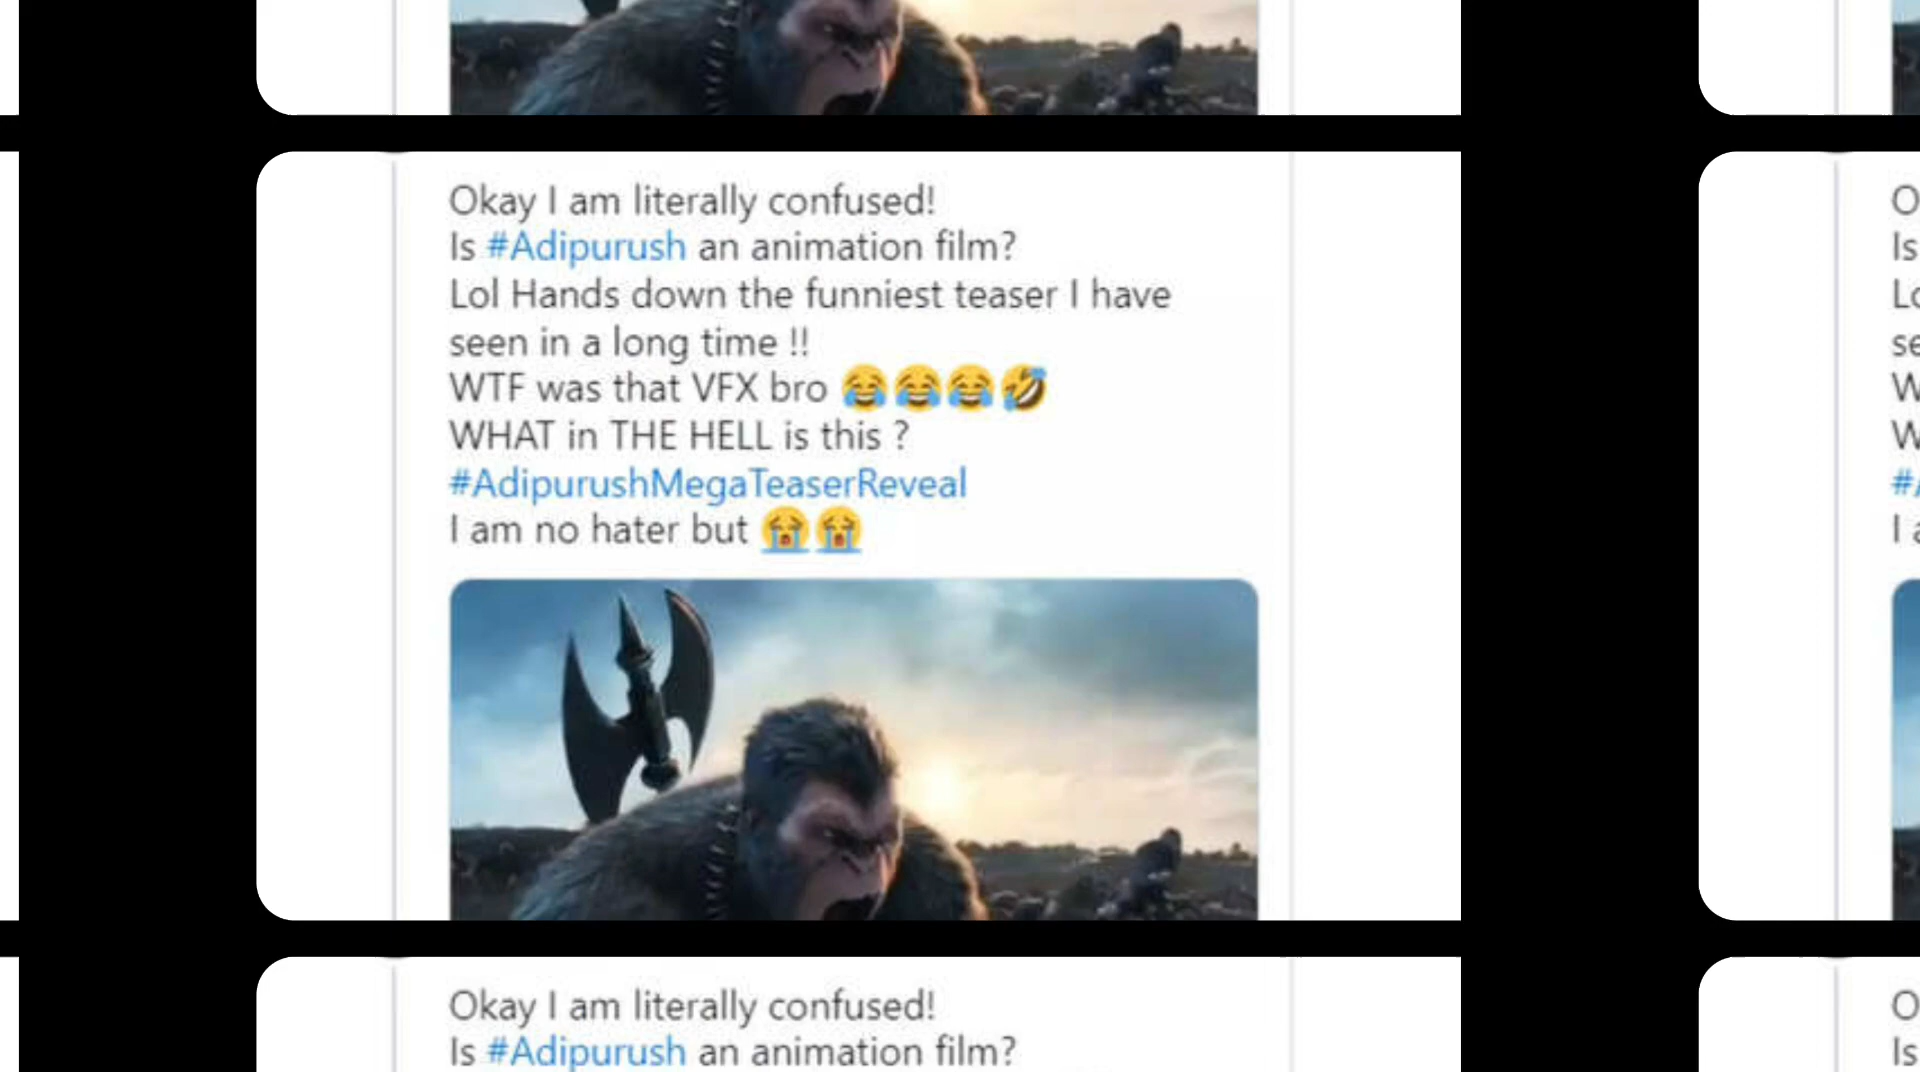 Okay I am literally confused!
Is #Adipurush an animation film?
Lol Hands down the funniest teaser I have
seen in a long time !!
WTF was that VFX bro 😂😂😂🤣
WHAT in THE HELL is this ?
#AdipurushMegaTeaserReveal
I am no hater but 😭😭
Okay I am literally confused!
Is #Adipurush an animation film?